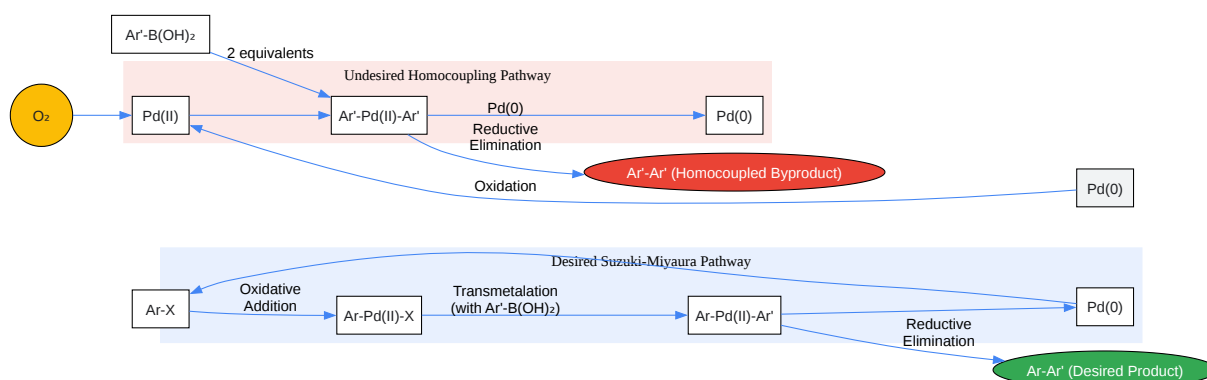 Ar'-B(OH)₂
2 equivalents
Undesired Homocoupling Pathway
O₂
Pd(II)
Ar'-Pd(II)-Ar'
Pd(0)
Pd(0)
Reductive
Elimination
Ar'-Ar' (Homocoupled Byproduct)
Oxidation
Pd(0)
Desired Suzuki-Miyaura Pathway
Ar-X
Oxidative
Addition
Ar-Pd(II)-X
Transmetalation
(with Ar'-B(OH)₂)
Ar-Pd(II)-Ar'
Pd(0)
Reductive
Elimination
Ar-Ar' (Desired Product)